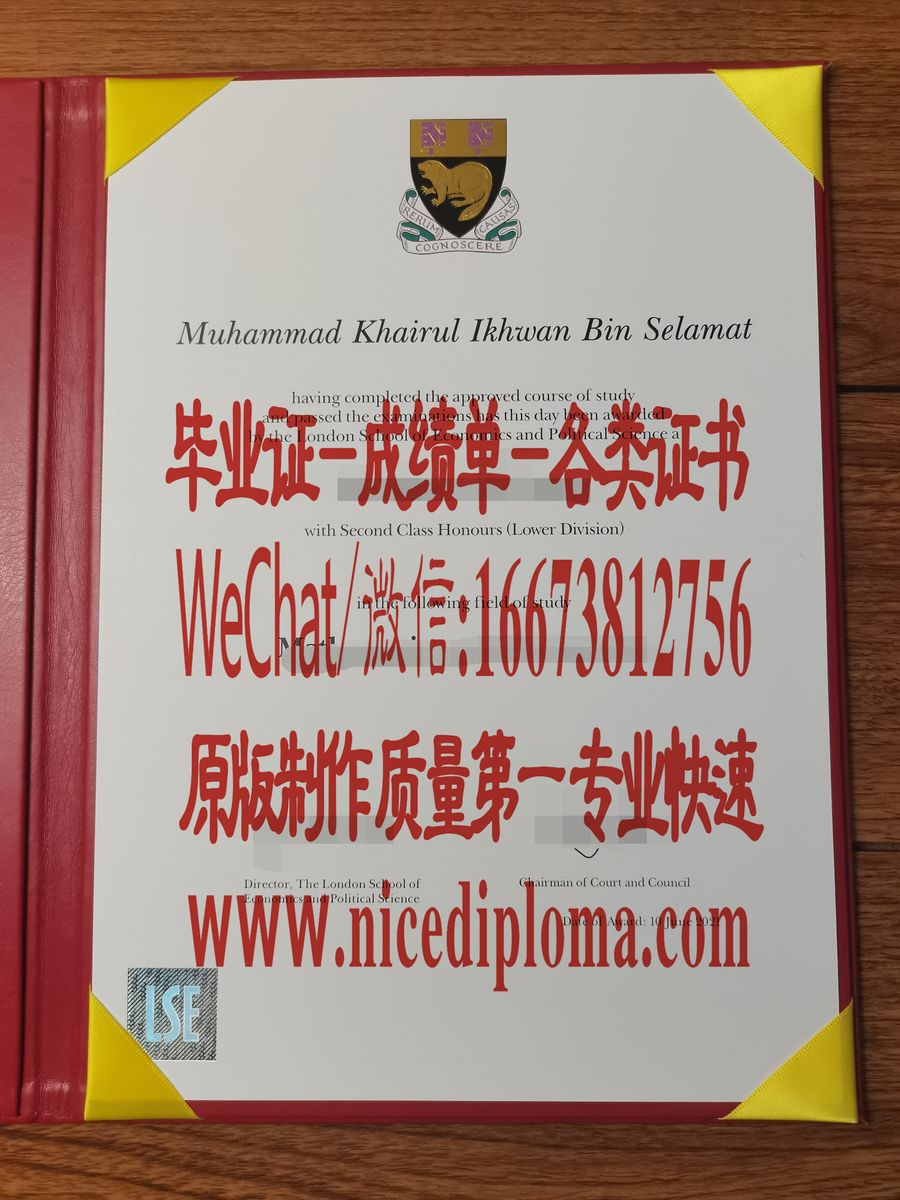 RERUM
CAUSAS
COGNOSCERE
Muhammad Khairul Ikhwan Bin Selamat
having completed the approved course of study
and passed the examinations has this day been awarded
by the London School of Economics and Political Science a
毕业证-成绩单-各类证书
with Second Class Honours (Lower Division)
WeChat/微信:16673812756
in the following field of study
原版制作质量第一专业快速
Director, The London School of
Economics and Political Science
Chairman of Court and Council
www.nicediploma.com
Date of Award: 10 June 2021
LSE